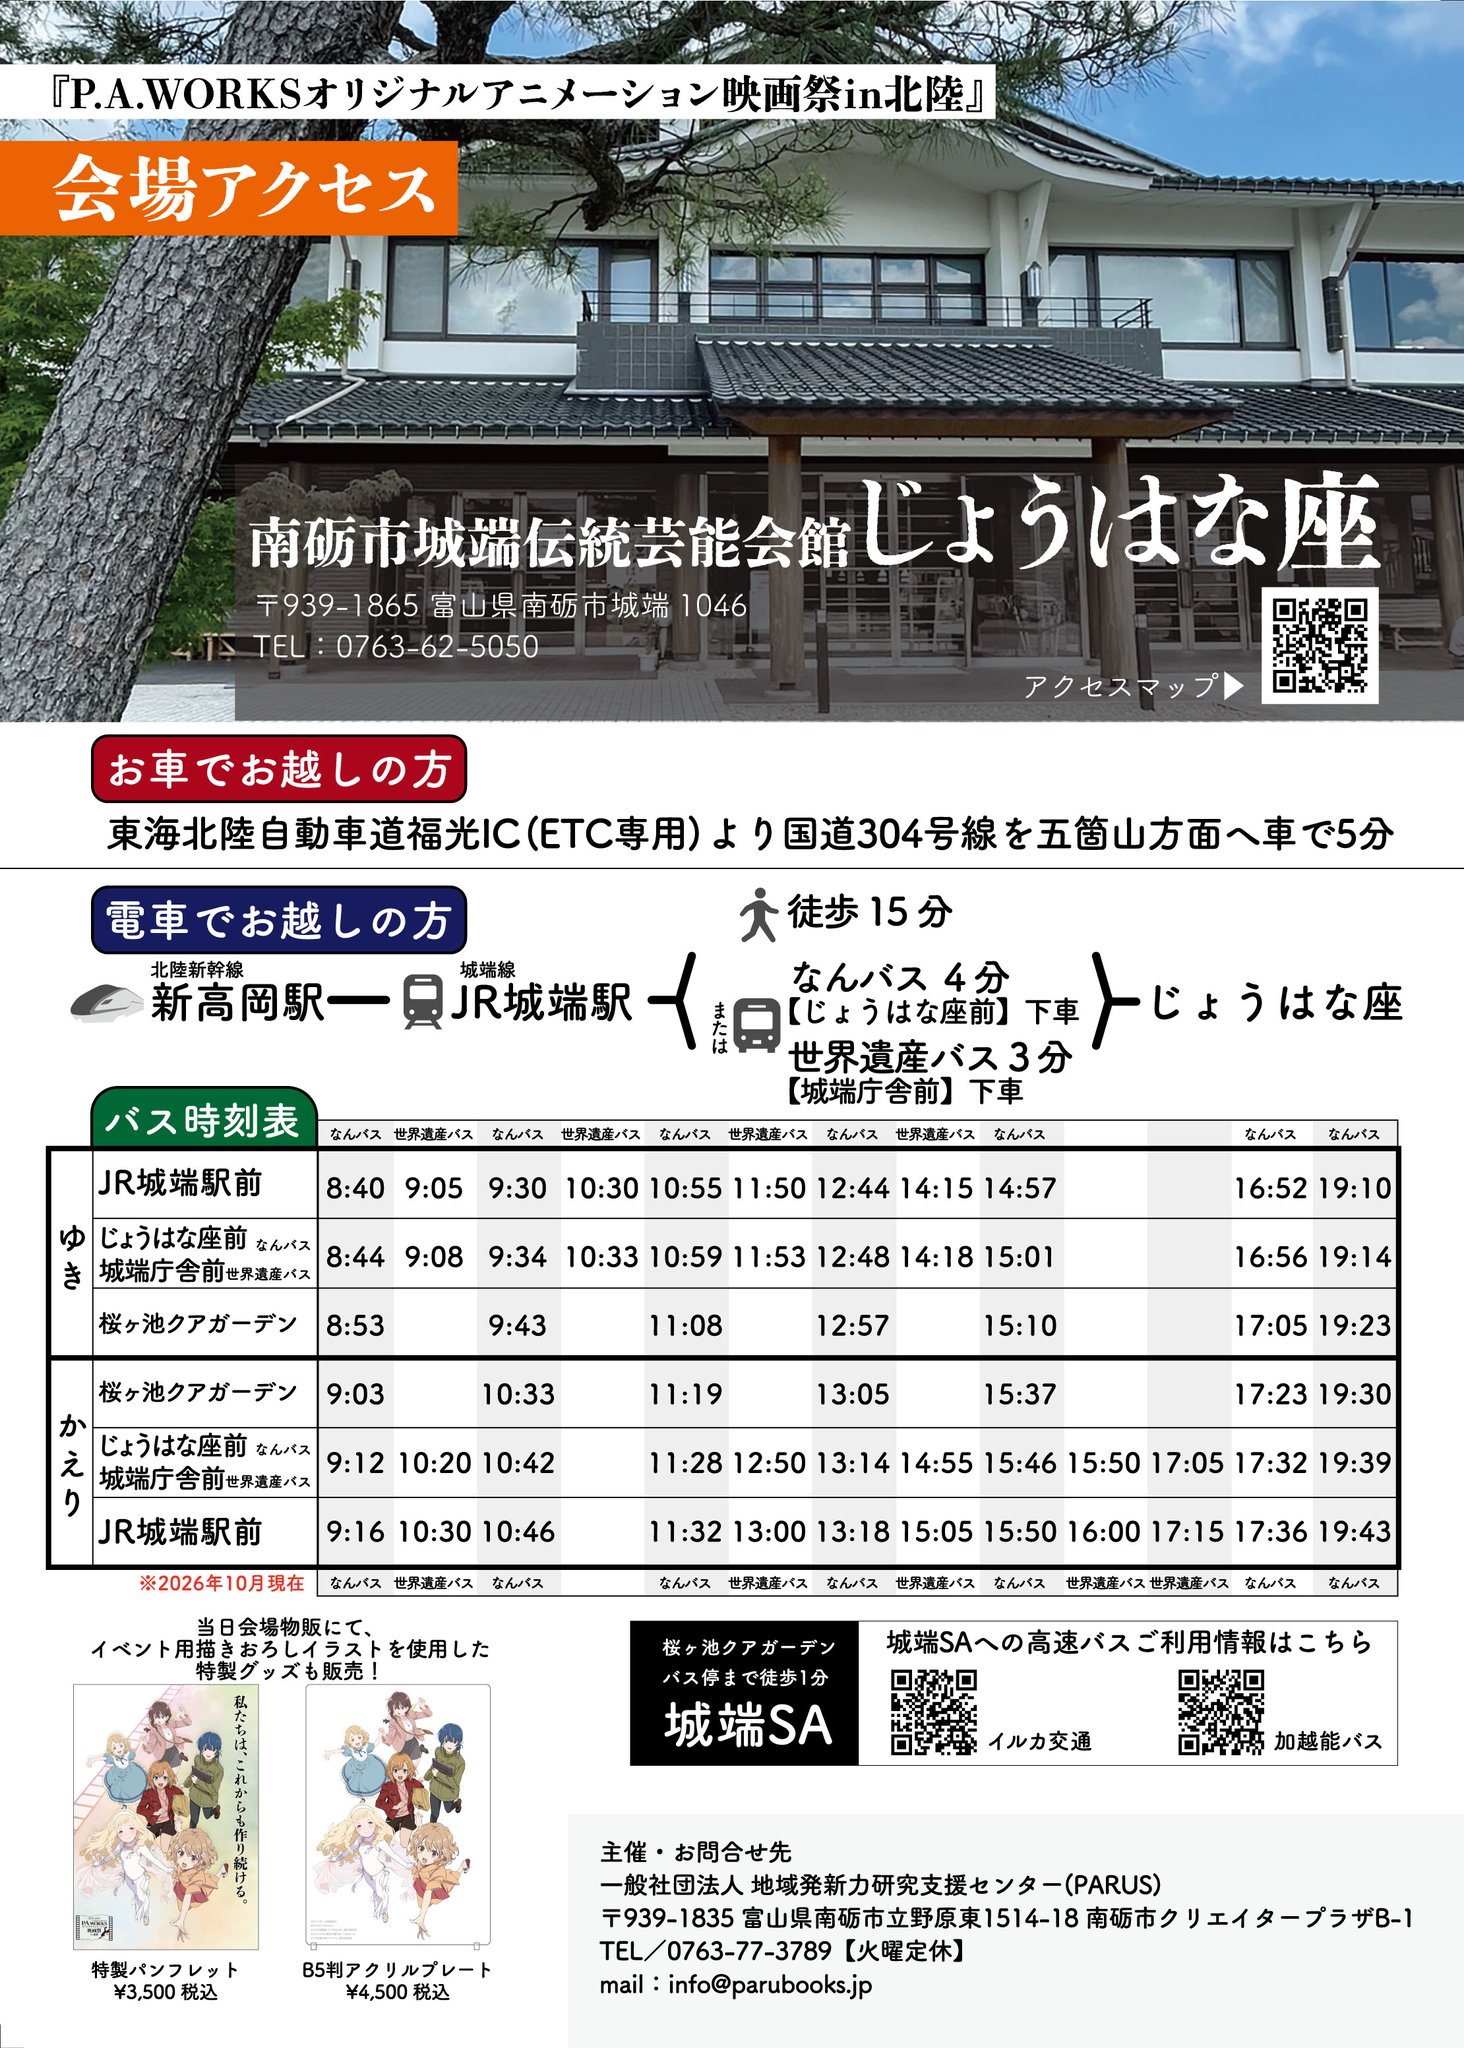 『P.A.WORKSオリジナルアニメーション映画祭in北陸』
会場アクセス
南砺市城端伝統芸能会館じょうはな座
〒939-1865 富山県南砺市城端 1046
TEL：0763-62-5050
アクセスマップ▶
お車でお越しの方
東海北陸自動車道福光IC(ETC専用)より国道304号線を五箇山方面へ車で5分
電車でお越しの方
北陸新幹線
新高岡駅
城端線
JR城端駅
徒歩 15 分
または
なんバス 4 分
【じょうはな座前】下車
世界遺産バス 3 分
【城端庁舎前】下車
じょうはな座
バス時刻表
なんバス 世界遺産バス なんバス 世界遺産バス なんバス 世界遺産バス なんバス 世界遺産バス なんバス なんバス なんバス
ゆき
JR城端駅前 8:40 9:05 9:30 10:30 10:55 11:50 12:44 14:15 14:57 16:52 19:10
じょうはな座前 なんバス
城端庁舎前 世界遺産バス
8:44 9:08 9:34 10:33 10:59 11:53 12:48 14:18 15:01 16:56 19:14
桜ヶ池クアガーデン 8:53 9:43 11:08 12:57 15:10 17:05 19:23
かえり
桜ヶ池クアガーデン 9:03 10:33 11:19 13:05 15:37 17:23 19:30
じょうはな座前 なんバス
城端庁舎前 世界遺産バス
9:12 10:20 10:42 11:28 12:50 13:14 14:55 15:46 15:50 17:05 17:32 19:39
JR城端駅前 9:16 10:30 10:46 11:32 13:00 13:18 15:05 15:50 16:00 17:15 17:36 19:43
※2026年10月現在
なんバス 世界遺産バス なんバス なんバス 世界遺産バス なんバス 世界遺産バス なんバス 世界遺産バス 世界遺産バス なんバス なんバス
当日会場物販にて、
イベント用描きおろしイラストを使用した
特製グッズも販売！
私たちは、これからも作り続ける。
P.A.WORKS
映画祭
特製パンフレット
¥3,500 税込
B5判アクリルプレート
¥4,500 税込
桜ヶ池クアガーデン
バス停まで徒歩1分
城端SA
城端SAへの高速バスご利用情報はこちら
イルカ交通
加越能バス
主催・お問合せ先
一般社団法人 地域発新力研究支援センター(PARUS)
〒939-1835 富山県南砺市立野原東1514-18 南砺市クリエイタープラザB-1
TEL／0763-77-3789【火曜定休】
mail：info@parubooks.jp